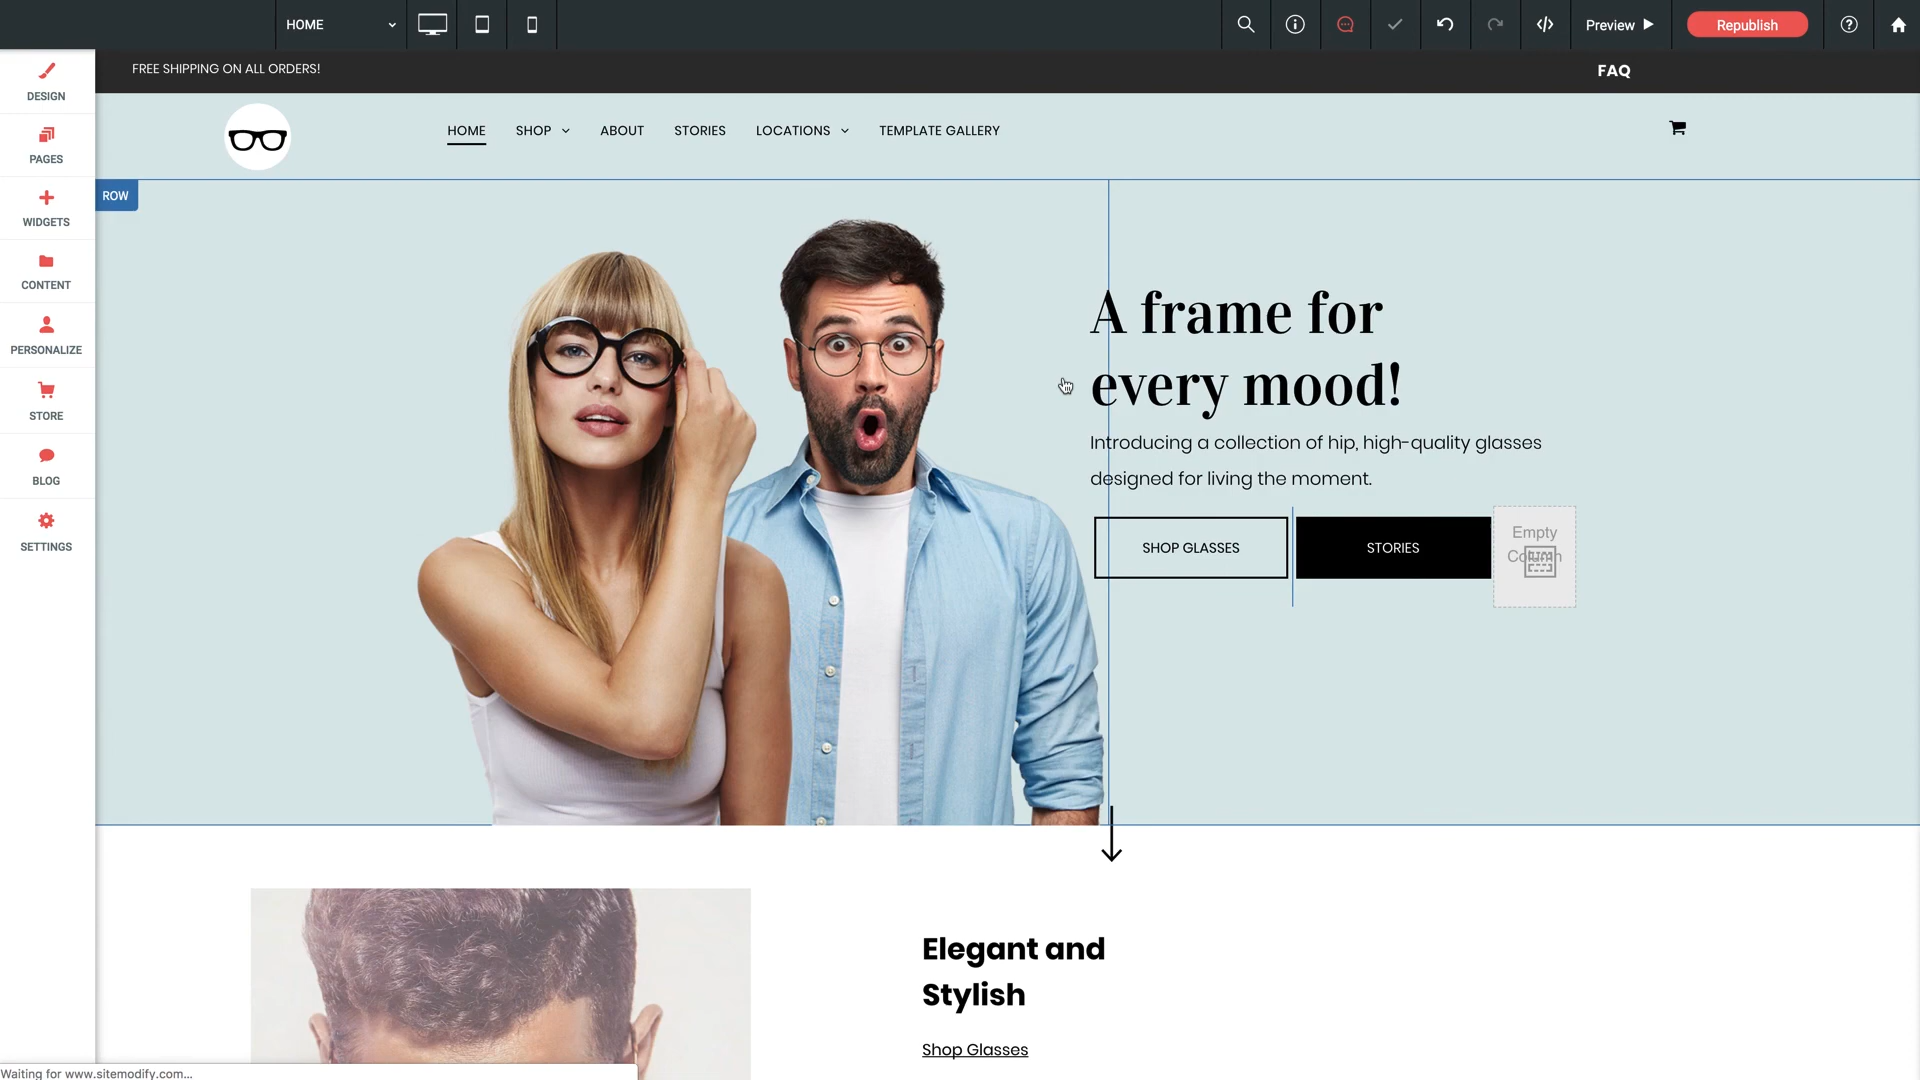 HOME
Preview
Republish
DESIGN
PAGES
WIDGETS
CONTENT
PERSONALIZE
STORE
BLOG
SETTINGS
FREE SHIPPING ON ALL ORDERS!
FAQ
HOME SHOP ABOUT STORIES LOCATIONS TEMPLATE GALLERY
ROW
A frame for
every mood!
Introducing a collection of hip, high-quality glasses
designed for living the moment.
SHOP GLASSES
STORIES
Empty
Column
Elegant and
Stylish
Shop Glasses
Waiting for www.sitemodify.com...